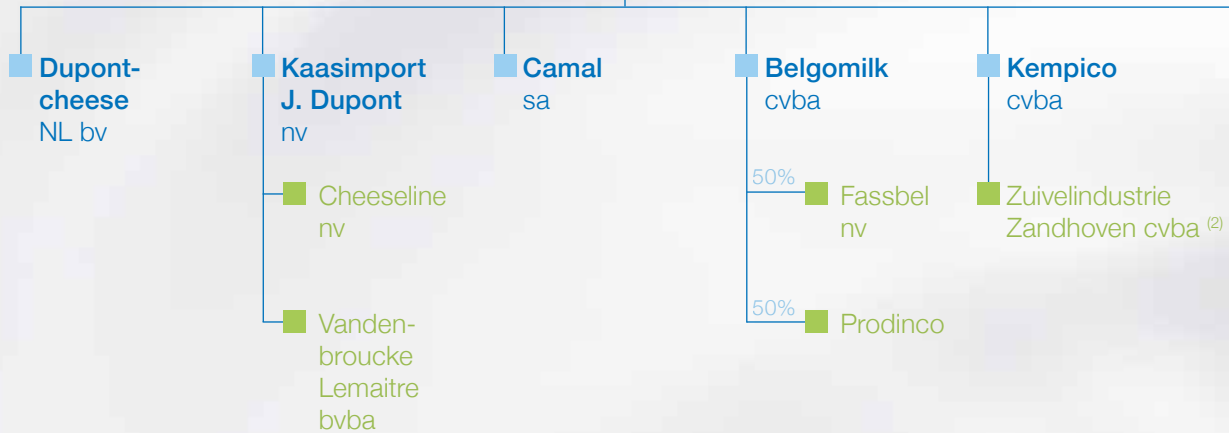 Dupont-
cheese
NL bv
Kaasimport
J. Dupont
nv
Camal
sa
Belgomilk
cvba
Kempico
cvba
Cheeseline
nv
50%
Fassbel
nv
Zuivelindustrie
Zandhoven cvba (2)
Vanden-
broucke
Lemaitre
bvba
50%
Prodinco